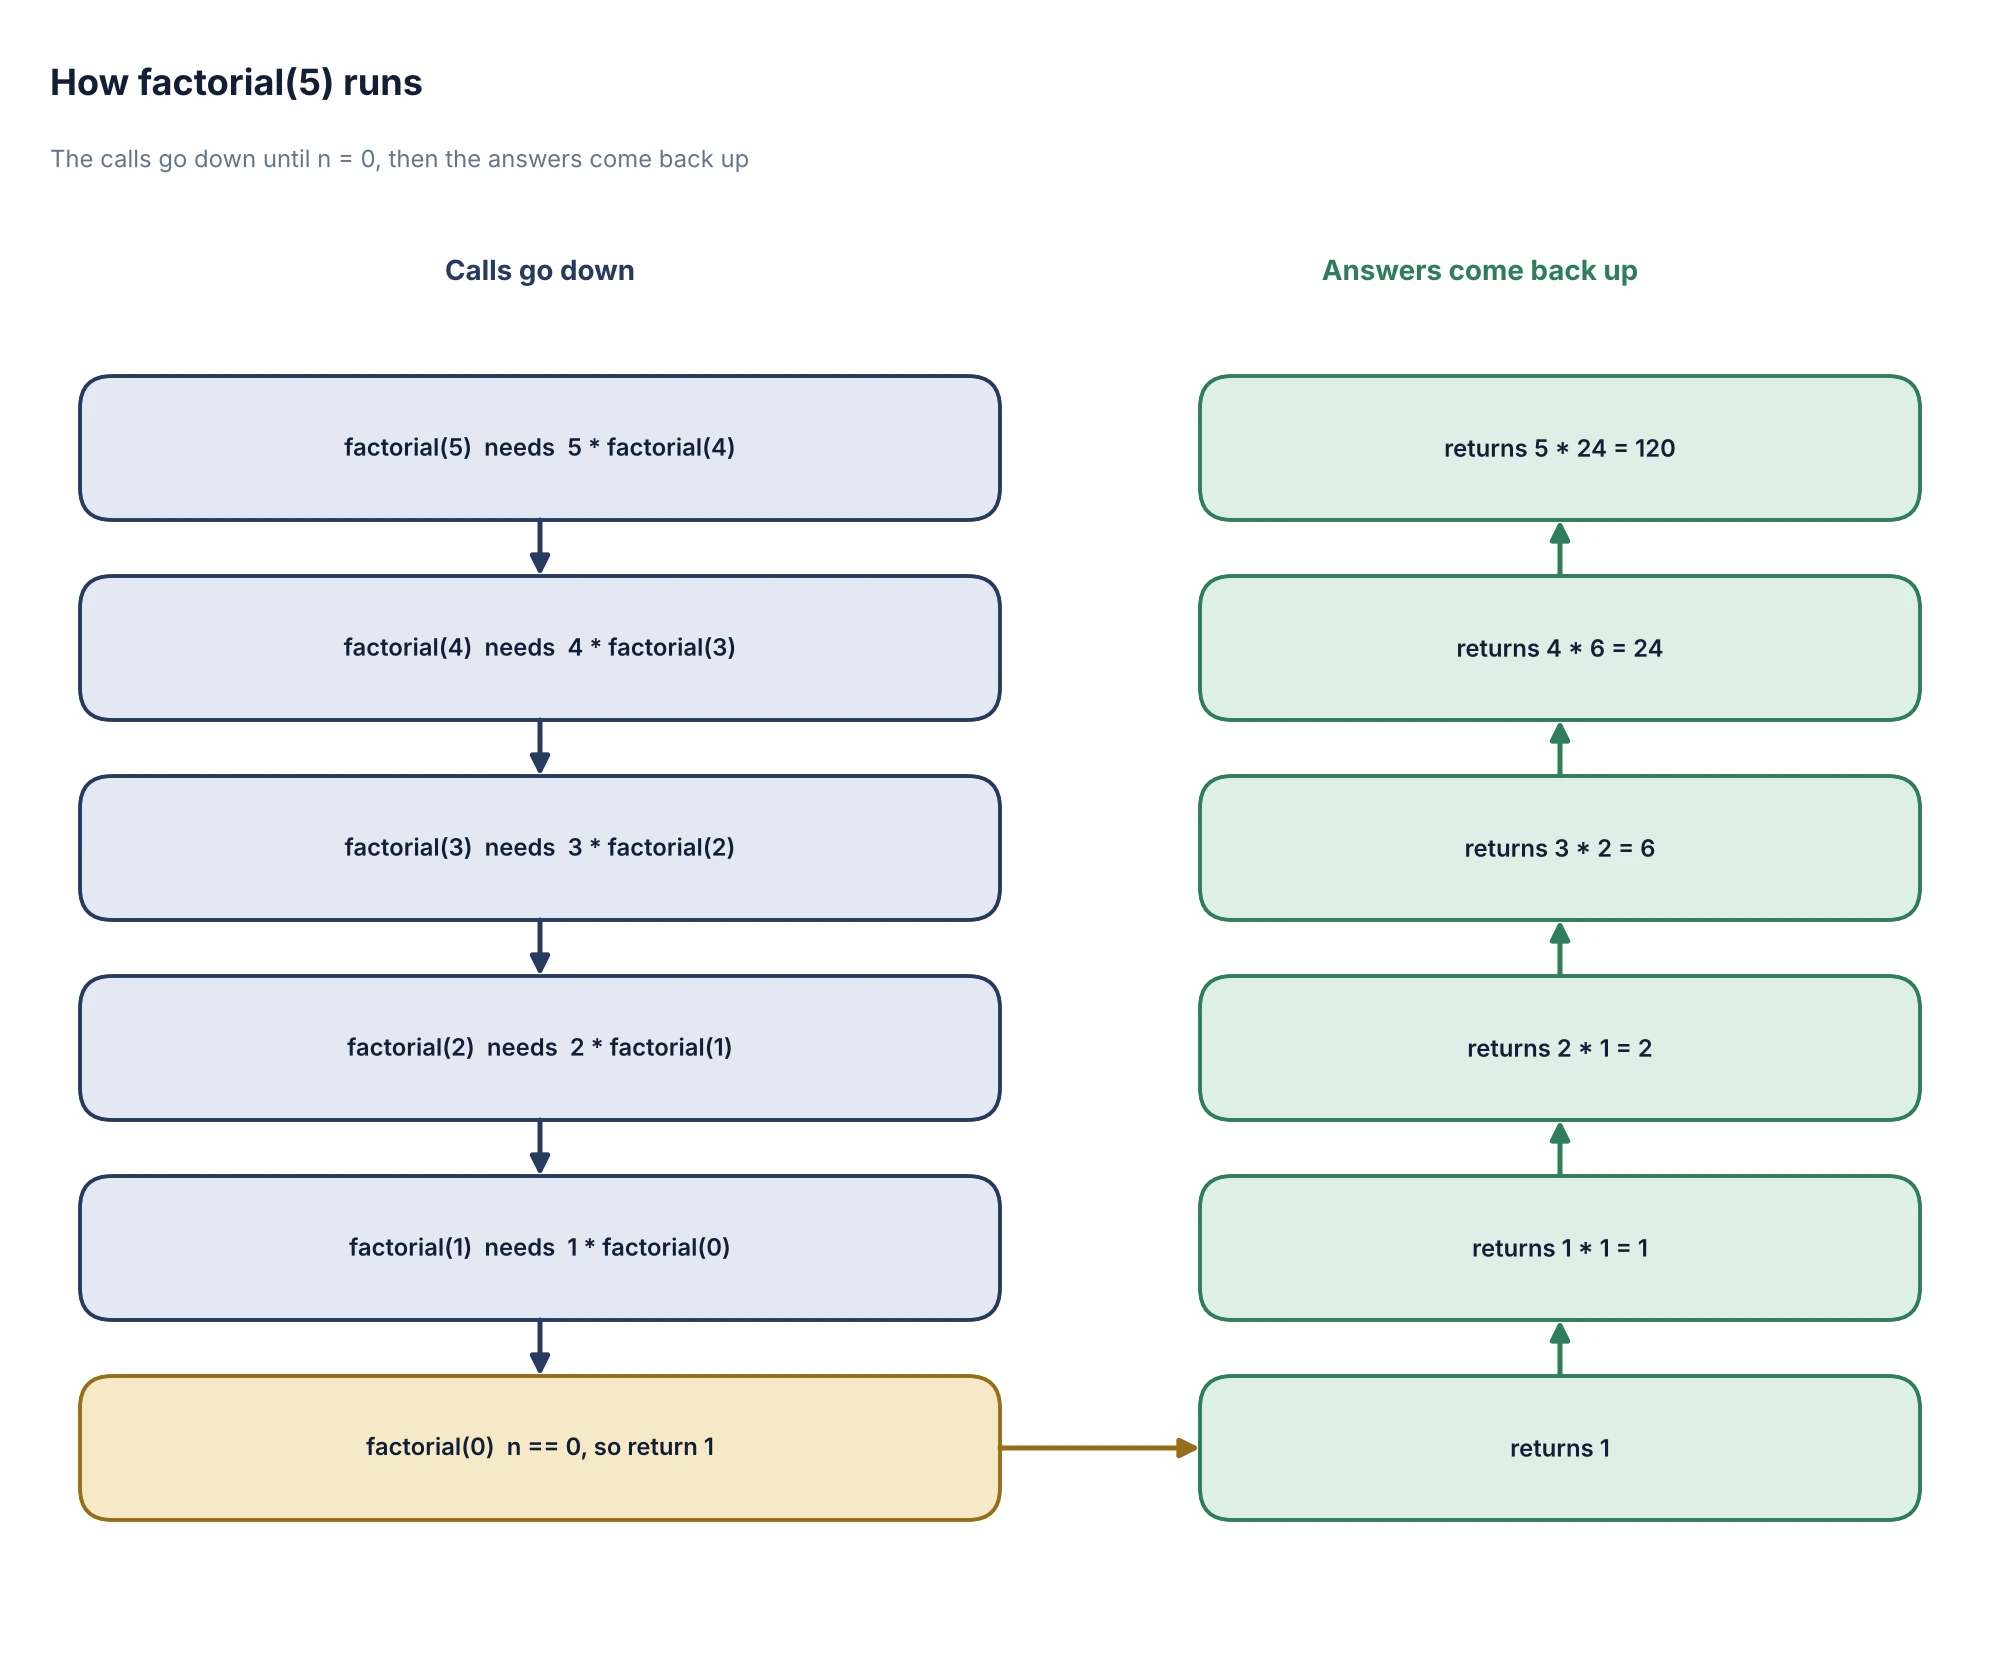 How factorial(5) runs
The calls go down until n = 0, then the answers come back up
Calls go down
Answers come back up
factorial(5)  needs  5 * factorial(4)
returns 5 * 24 = 120
factorial(4)  needs  4 * factorial(3)
returns 4 * 6 = 24
factorial(3)  needs  3 * factorial(2)
returns 3 * 2 = 6
factorial(2)  needs  2 * factorial(1)
returns 2 * 1 = 2
factorial(1)  needs  1 * factorial(0)
returns 1 * 1 = 1
factorial(0)  n == 0, so return 1
returns 1